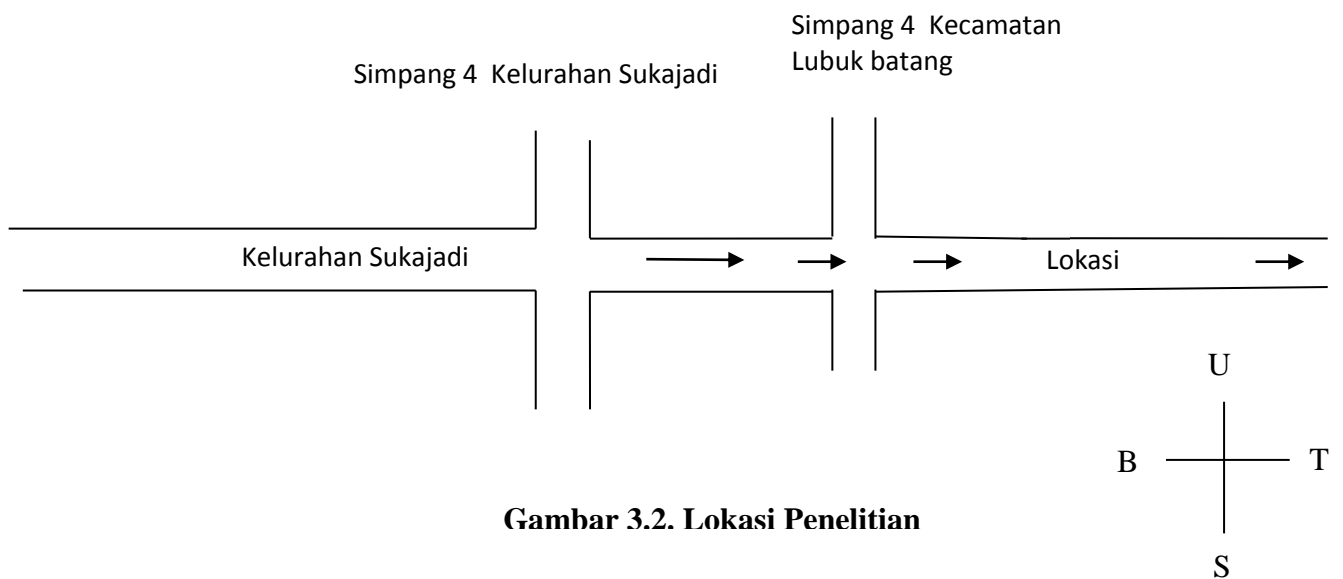 Simpang 4 Kecamatan
Lubuk batang
Simpang 4 Kelurahan Sukajadi
Kelurahan Sukajadi
Lokasi
U
B
T
S
Gambar 3.2. Lokasi Penelitian